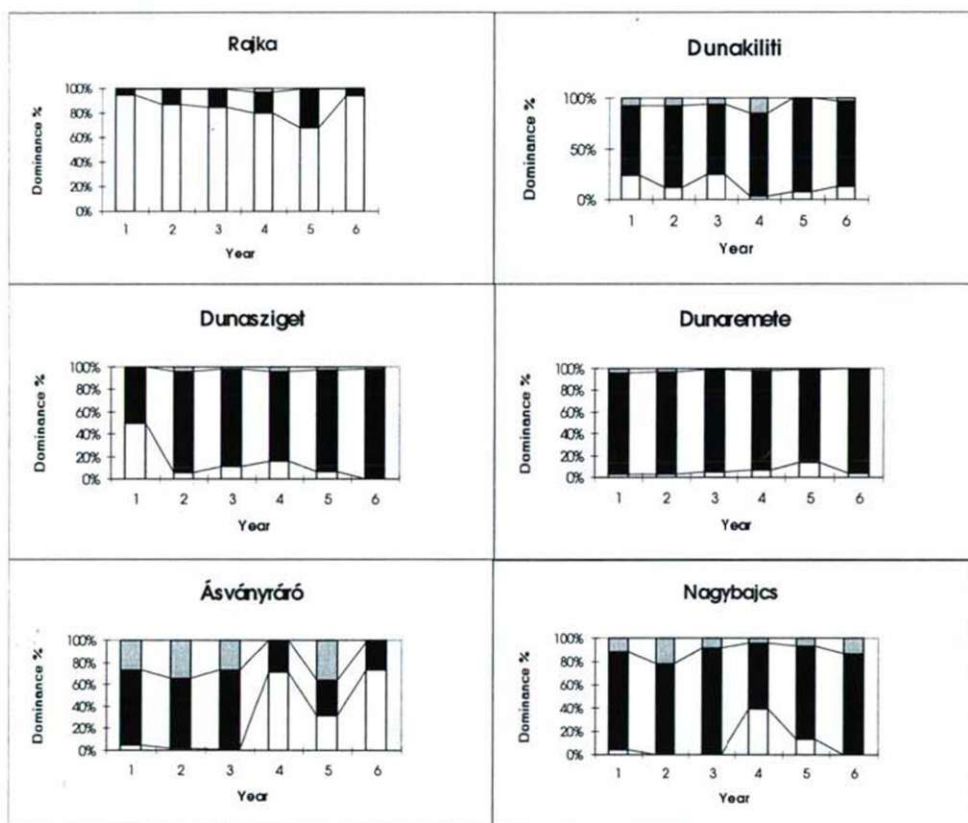 Rajka
Dominance %
100%
80%
60%
40%
20%
0%
1 2 3 4 5 6
Year
Dunakiliti
Dominance %
100%
50%
0%
1 2 3 4 5 6
Year
Dunasziget
Dominance %
100%
80%
60%
40%
20%
0%
1 2 3 4 5 6
Year
Dunaremete
Dominance %
100%
80%
60%
40%
20%
0%
1 2 3 4 5 6
Year
Ásványráró
Dominance %
100%
80%
60%
40%
20%
0%
1 2 3 4 5 6
Year
Nagybajcs
Dominance %
100%
80%
60%
40%
20%
0%
1 2 3 4 5 6
Year